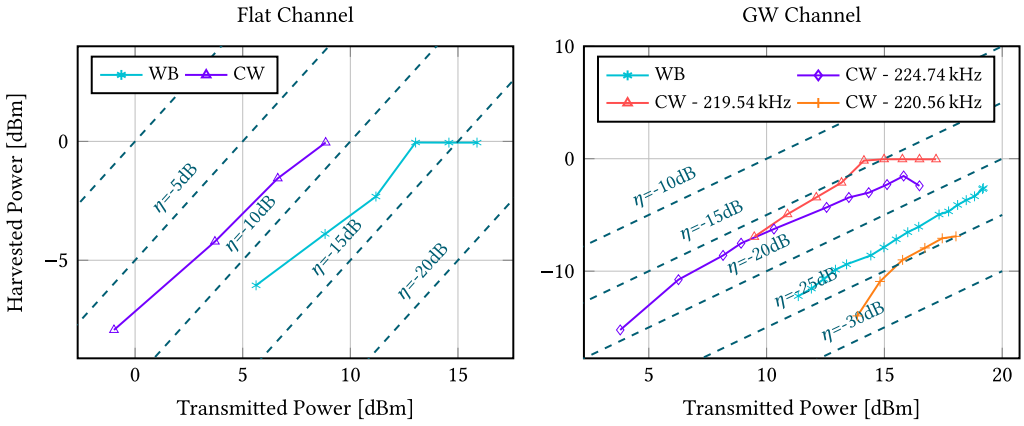 Flat Channel
WB CW
η=-5dB
η=-10dB
η=-15dB
η=-20dB
0
−5
0 5 10 15
Transmitted Power [dBm]
Harvested Power [dBm]
GW Channel
WB CW - 224.74 kHz
CW - 219.54 kHz CW - 220.56 kHz
η=-10dB
η=-15dB
η=-20dB
η=-25dB
η=-30dB
10
0
−10
5 10 15 20
Transmitted Power [dBm]